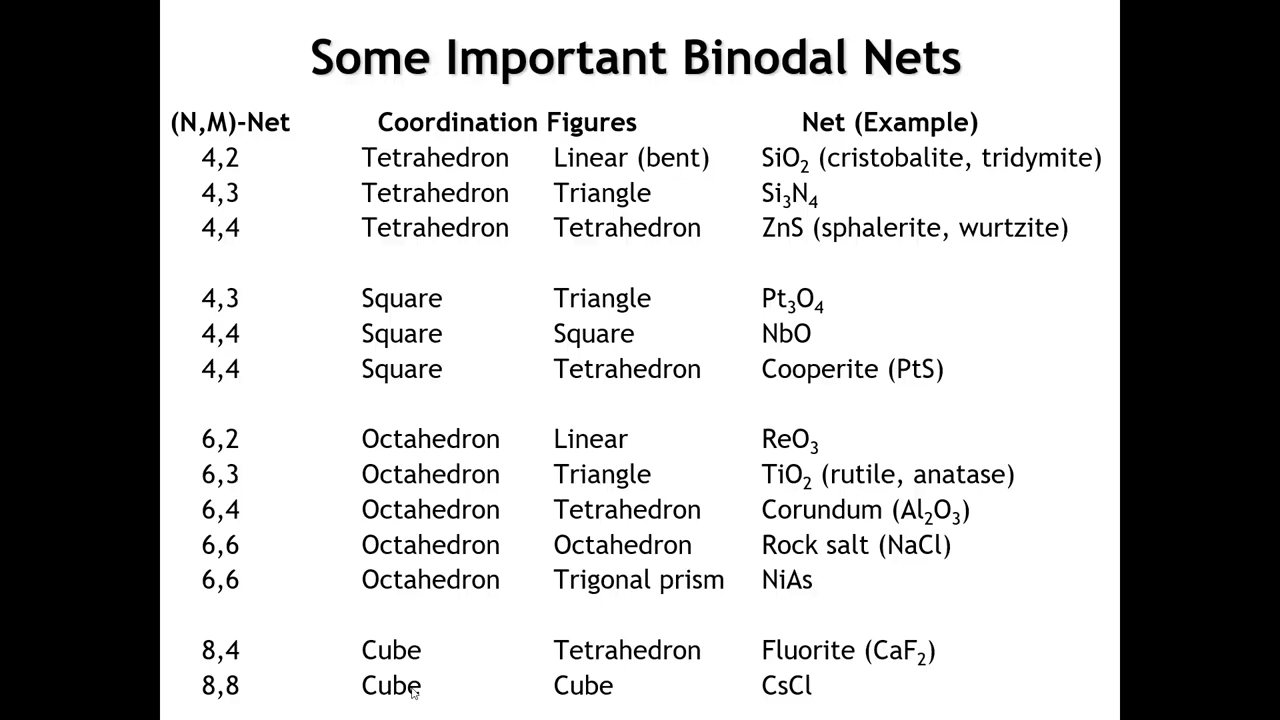 Some Important Binodal Nets
(N,M)-Net Coordination Figures Net (Example)
4,2 Tetrahedron Linear (bent) SiO₂ (cristobalite, tridymite)
4,3 Tetrahedron Triangle Si₃N₄
4,4 Tetrahedron Tetrahedron ZnS (sphalerite, wurtzite)
4,3 Square Triangle Pt₃O₄
4,4 Square Square NbO
4,4 Square Tetrahedron Cooperite (PtS)
6,2 Octahedron Linear ReO₃
6,3 Octahedron Triangle TiO₂ (rutile, anatase)
6,4 Octahedron Tetrahedron Corundum (Al₂O₃)
6,6 Octahedron Octahedron Rock salt (NaCl)
6,6 Octahedron Trigonal prism NiAs
8,4 Cube Tetrahedron Fluorite (CaF₂)
8,8 Cube Cube CsCl